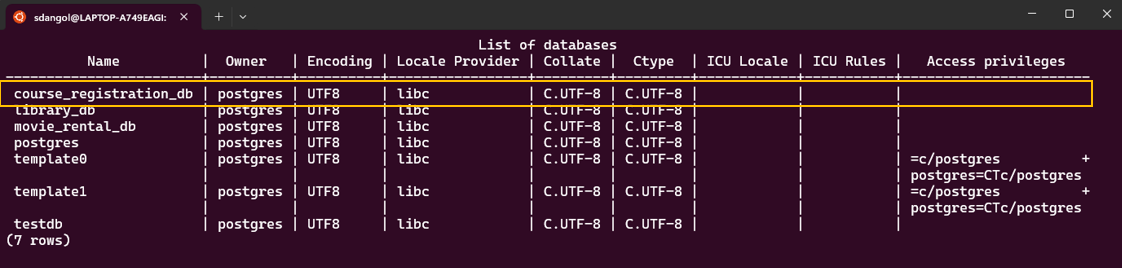 sdangol@LAPTOP-A749EAGI:
List of databases
Name | Owner | Encoding | Locale Provider | Collate | Ctype | ICU Locale | ICU Rules | Access privileges
course_registration_db | postgres | UTF8 | libc | C.UTF-8 | C.UTF-8 | | |
library_db | postgres | UTF8 | libc | C.UTF-8 | C.UTF-8 | | |
movie_rental_db | postgres | UTF8 | libc | C.UTF-8 | C.UTF-8 | | |
postgres | postgres | UTF8 | libc | C.UTF-8 | C.UTF-8 | | |
template0 | postgres | UTF8 | libc | C.UTF-8 | C.UTF-8 | | | =c/postgres +
| | | | | | | | postgres=CTc/postgres
template1 | postgres | UTF8 | libc | C.UTF-8 | C.UTF-8 | | | =c/postgres +
| | | | | | | | postgres=CTc/postgres
testdb | postgres | UTF8 | libc | C.UTF-8 | C.UTF-8 | | |
(7 rows)